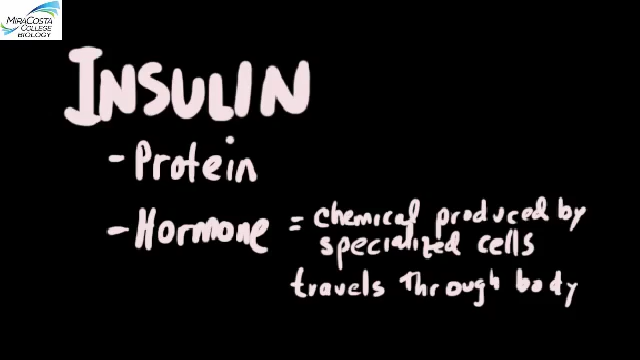 MIRACOSTA
COLLEGE
BIOLOGY
INSULIN
- Protein
- Hormone = chemical produced by
specialized cells
travels through body